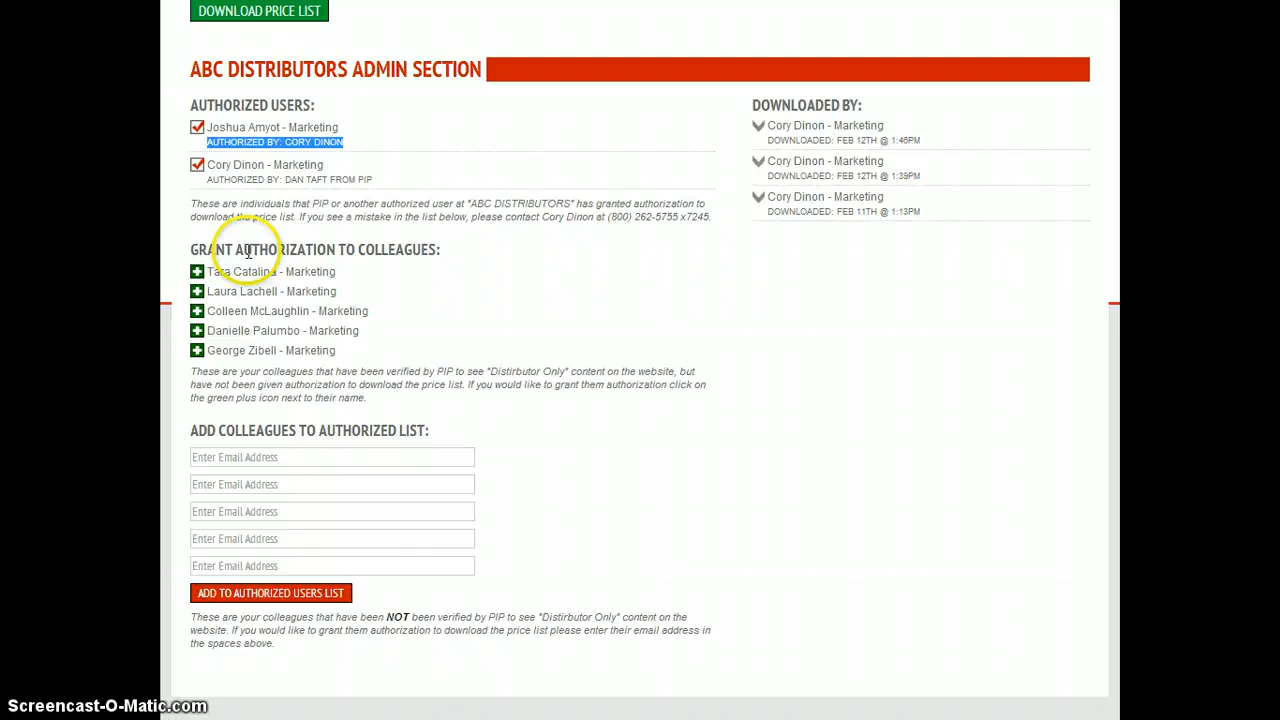 DOWNLOAD PRICE LIST
ABC DISTRIBUTORS ADMIN SECTION
AUTHORIZED USERS:
Joshua Amyot - Marketing
AUTHORIZED BY: CORY DINON
Cory Dinon - Marketing
AUTHORIZED BY: DAN TAFT FROM PIP
These are individuals that PIP or another authorized user at "ABC DISTRIBUTORS" has granted authorization to
download the price list. If you see a mistake in the list below, please contact Cory Dinon at (800) 262-5755 x7245.
GRANT AUTHORIZATION TO COLLEAGUES:
Tara Catalina - Marketing
Laura Lachell - Marketing
Colleen McLaughlin - Marketing
Danielle Palumbo - Marketing
George Zibell - Marketing
These are your colleagues that have been verified by PIP to see "Distirbutor Only" content on the website, but
have not been given authorization to download the price list. If you would like to grant them authorization click on
the green plus icon next to their name.
ADD COLLEAGUES TO AUTHORIZED LIST:
Enter Email Address
Enter Email Address
Enter Email Address
Enter Email Address
Enter Email Address
ADD TO AUTHORIZED USERS LIST
These are your colleagues that have been NOT been verified by PIP to see "Distirbutor Only" content on the
website. If you would like to grant them authorization to download the price list please enter their email address in
the spaces above.
DOWNLOADED BY:
Cory Dinon - Marketing
DOWNLOADED: FEB 12TH @ 1:46PM
Cory Dinon - Marketing
DOWNLOADED: FEB 12TH @ 1:39PM
Cory Dinon - Marketing
DOWNLOADED: FEB 11TH @ 1:13PM
Screencast-O-Matic.com